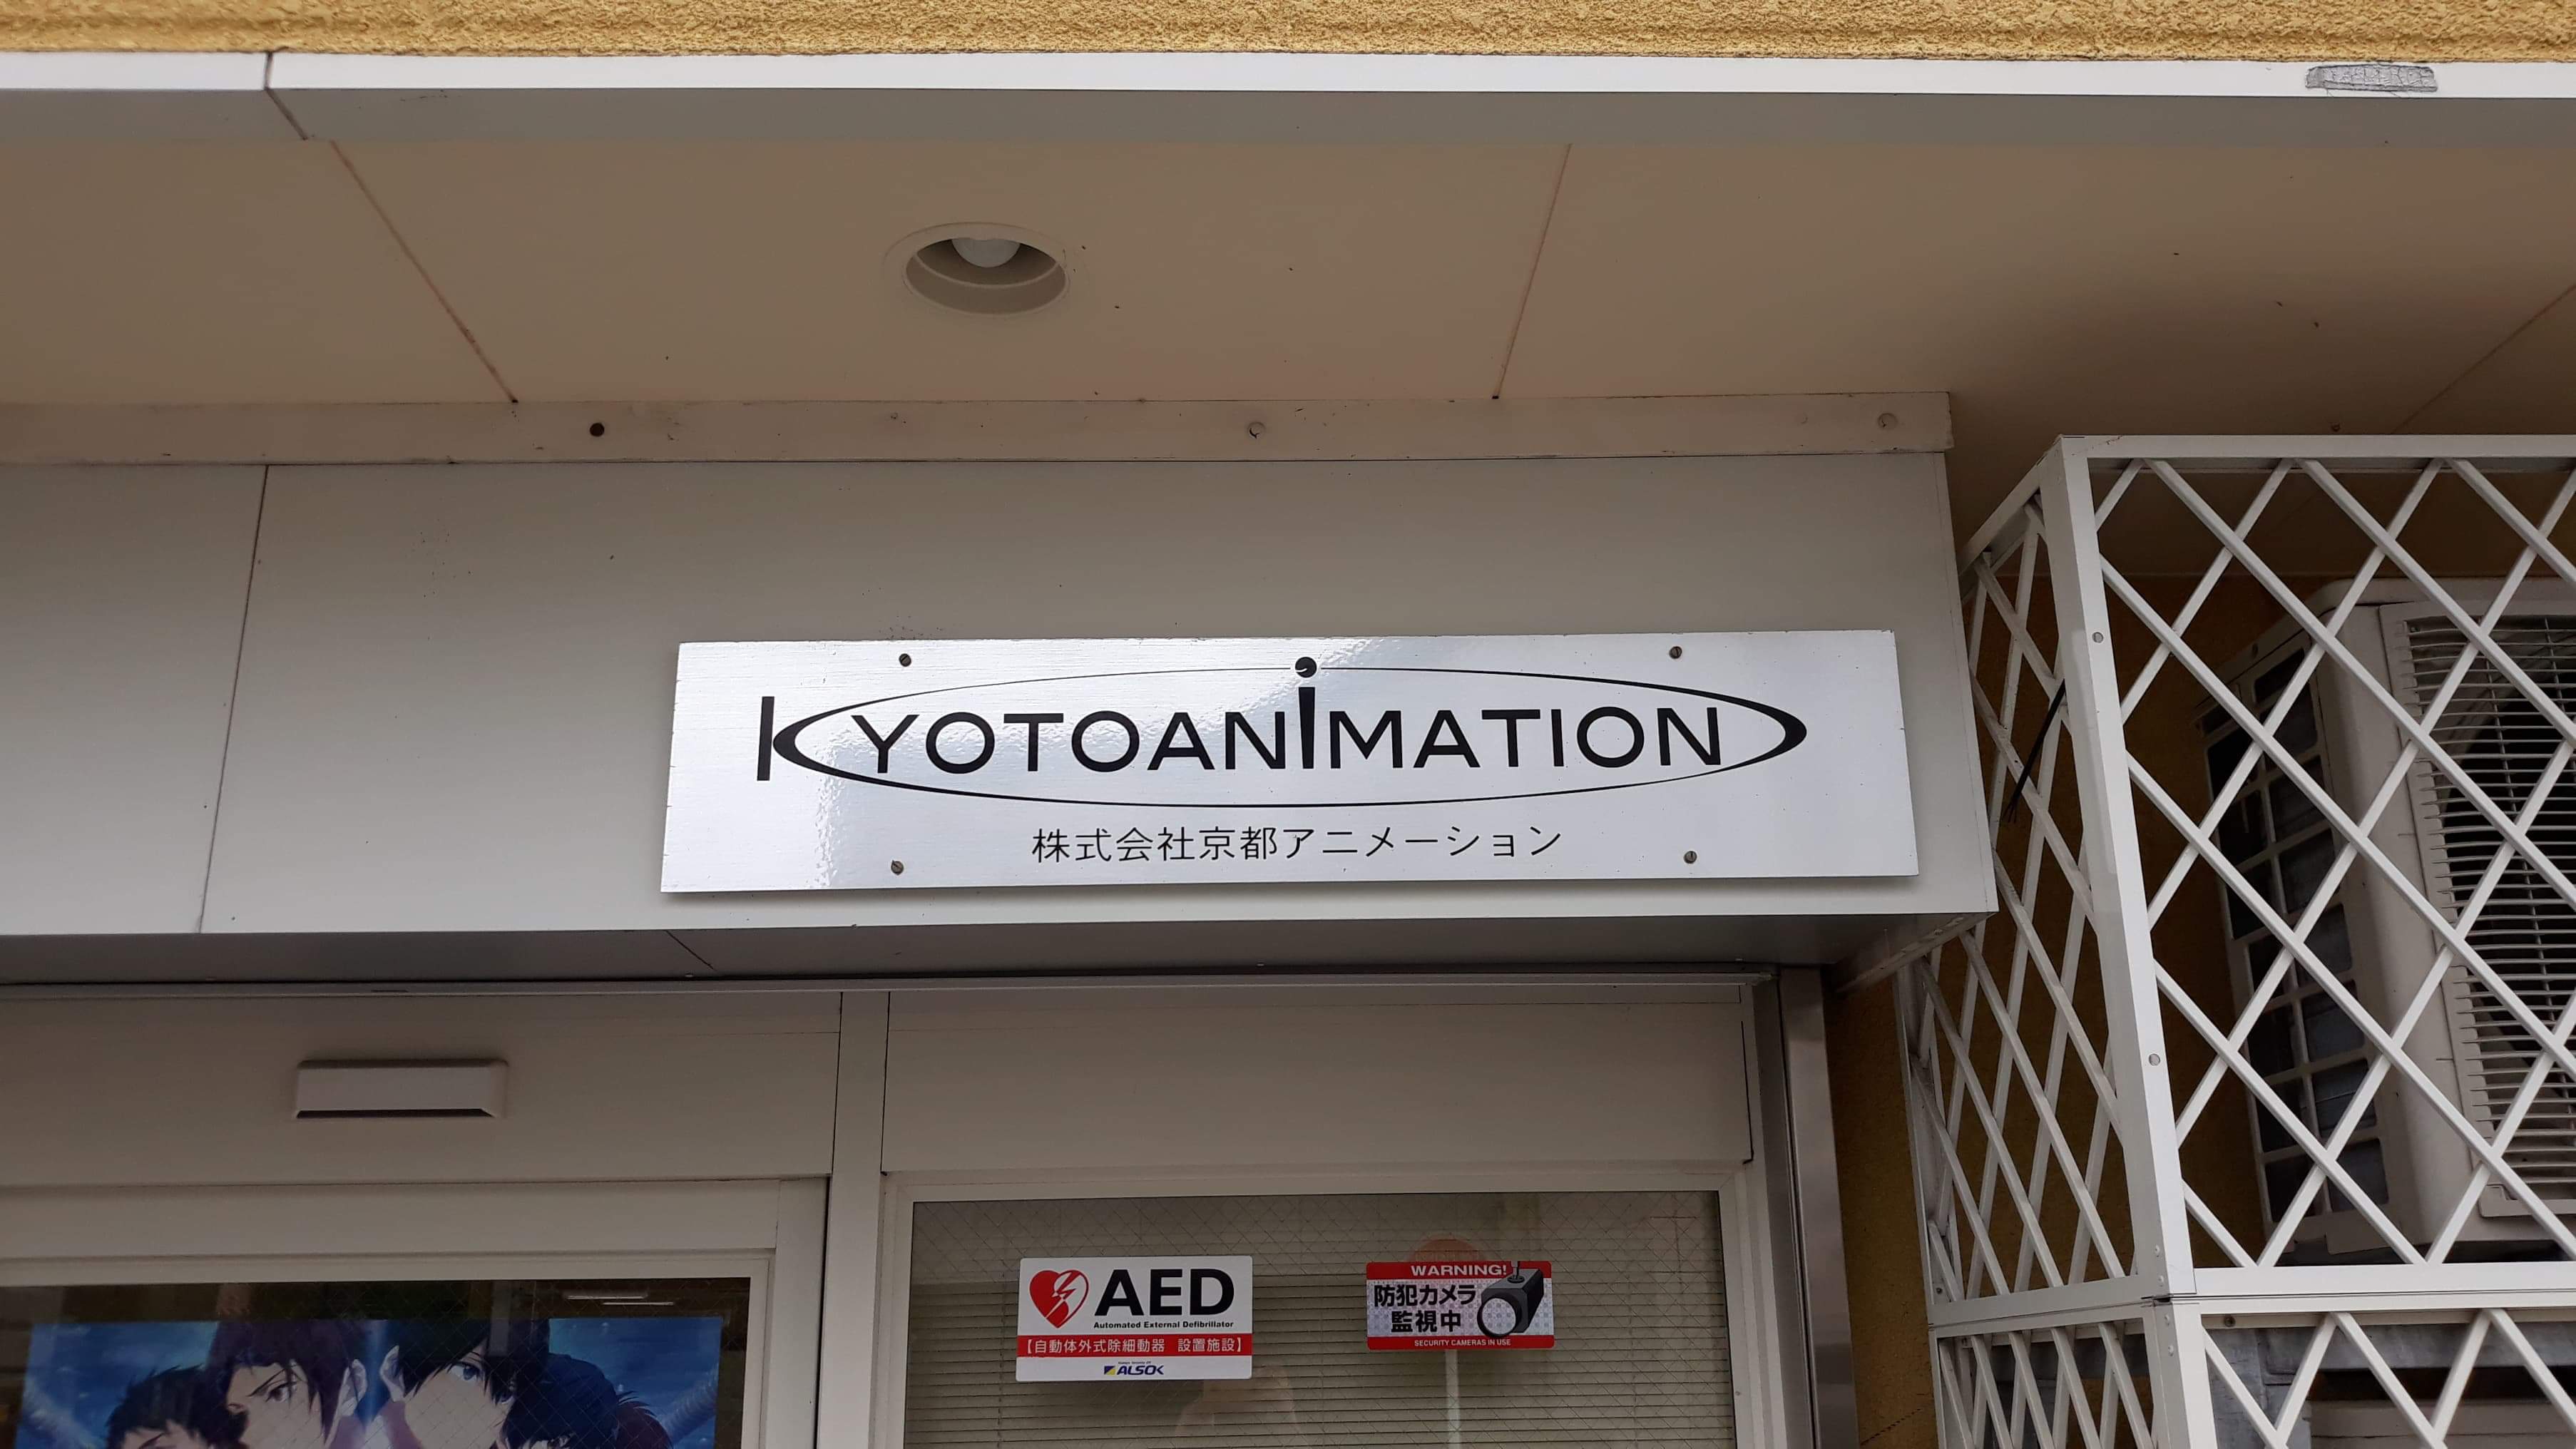 KYOTOANiMATION
株式会社京都アニメーション
AED
Automated External Defibrillator
【自動体外式除細動器 設置施設】
ALSOK
WARNING!
防犯カメラ
監視中
SECURITY CAMERAS IN USE